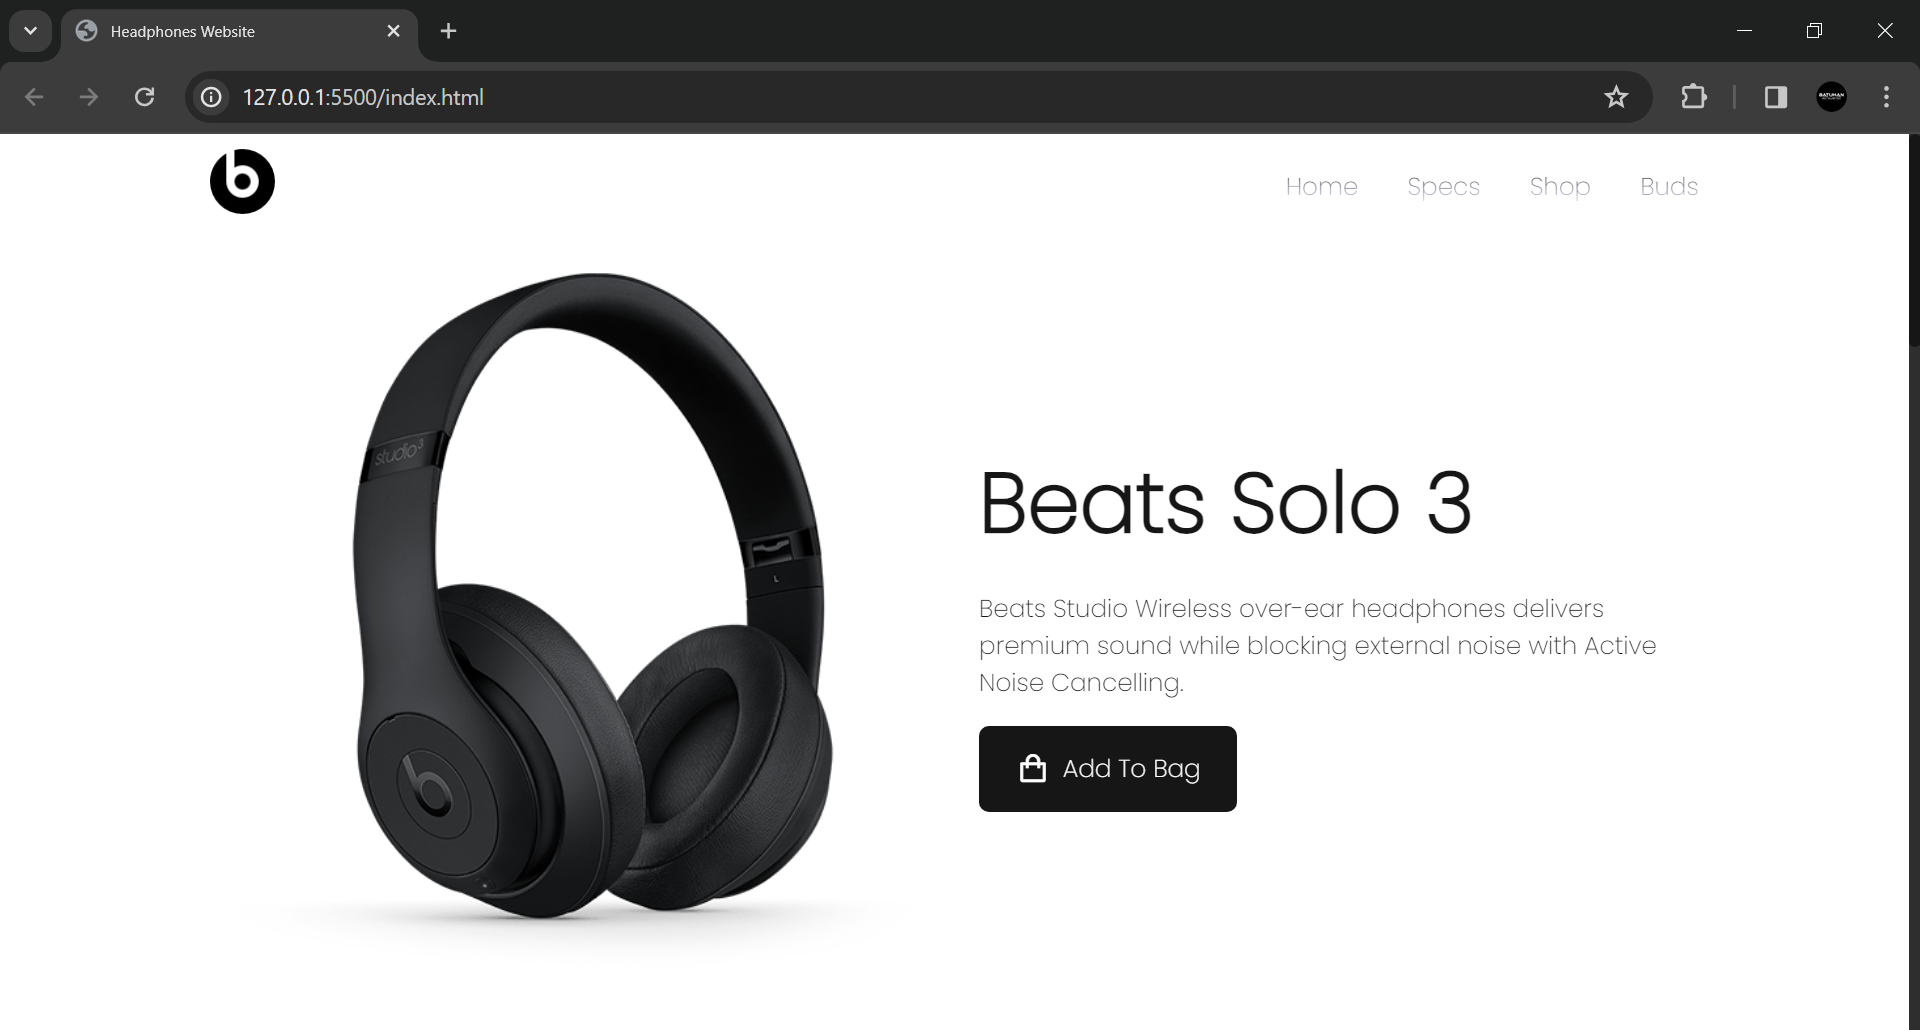 Headphones Website
127.0.0.1:5500/index.html
BATUHAN
b
Home Specs Shop Buds
studio3
L
Beats Solo 3
Beats Studio Wireless over-ear headphones delivers
premium sound while blocking external noise with Active
Noise Cancelling.
Add To Bag
b